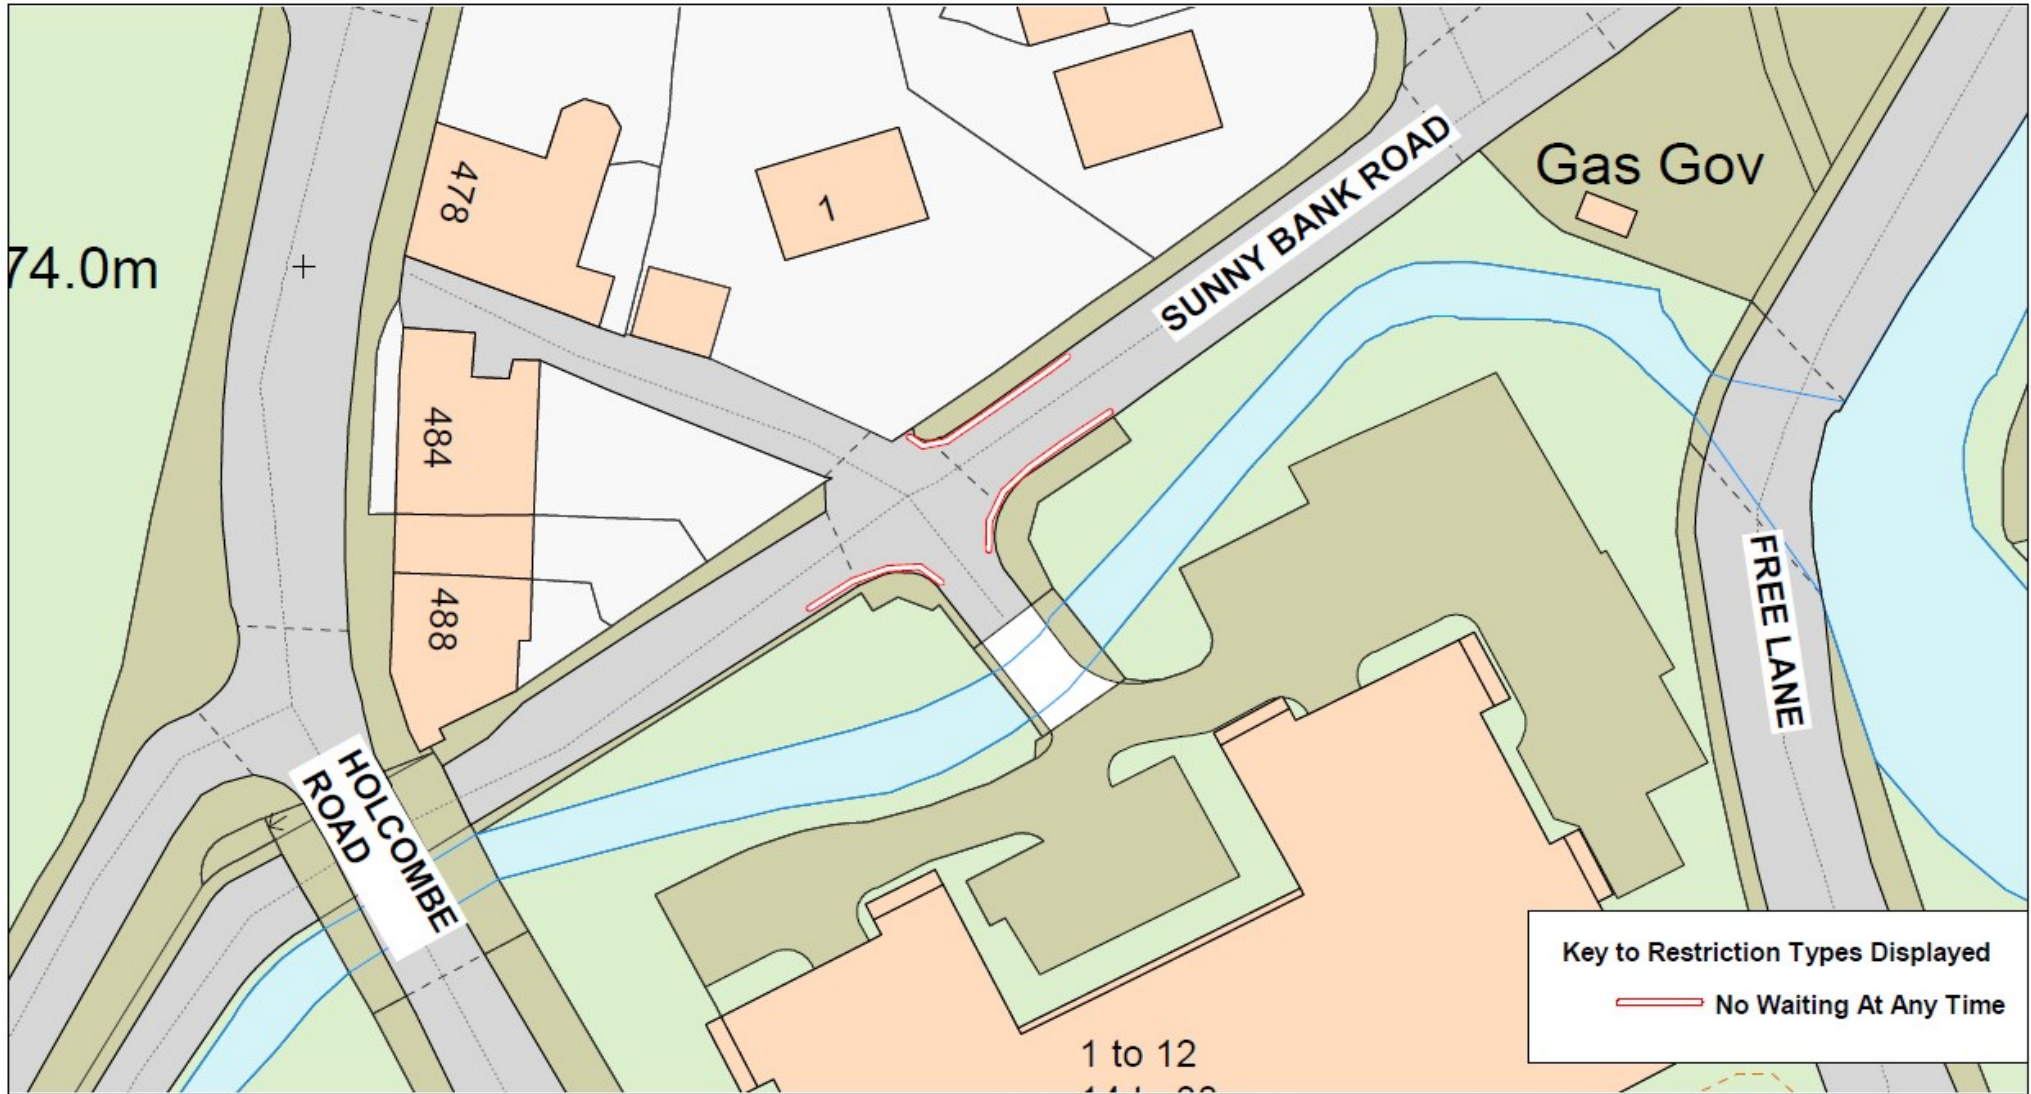 478
1
SUNNY BANK ROAD
Gas Gov
74.0m
484
488
FREE LANE
HOLCOMBE
ROAD
Key to Restriction Types Displayed
No Waiting At Any Time
1 to 12